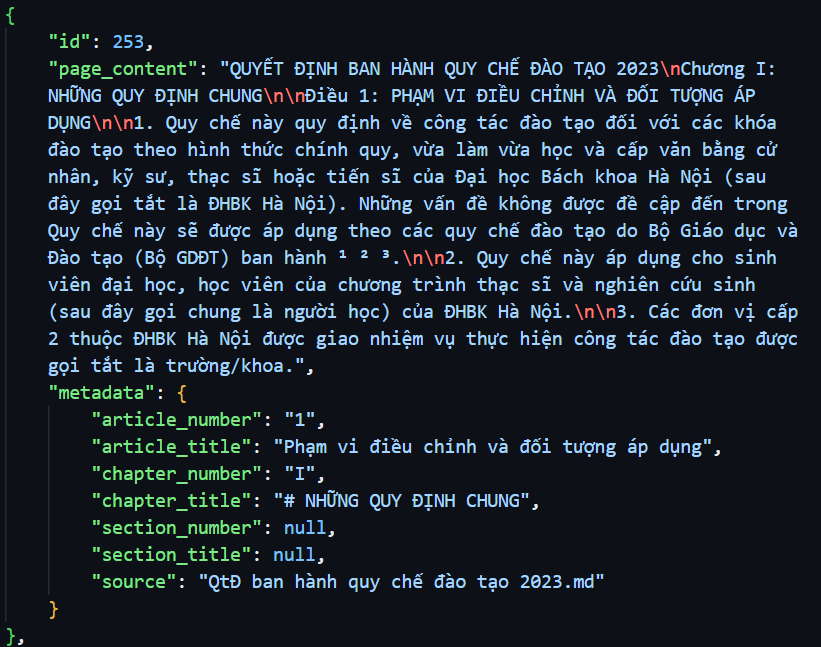 {
"id": 253,
"page_content": "QUYẾT ĐỊNH BAN HÀNH QUY CHẾ ĐÀO TẠO 2023\nChương I:
NHỮNG QUY ĐỊNH CHUNG\n\nĐiều 1: PHẠM VI ĐIỀU CHỈNH VÀ ĐỐI TƯỢNG ÁP
DỤNG\n\n1. Quy chế này quy định về công tác đào tạo đối với các khóa
đào tạo theo hình thức chính quy, vừa làm vừa học và cấp văn bằng cử
nhân, kỹ sư, thạc sĩ hoặc tiến sĩ của Đại học Bách khoa Hà Nội (sau
đây gọi tắt là ĐHBK Hà Nội). Những vấn đề không được đề cập đến trong
Quy chế này sẽ được áp dụng theo các quy chế đào tạo do Bộ Giáo dục và
Đào tạo (Bộ GDĐT) ban hành ¹ ² ³.\n\n2. Quy chế này áp dụng cho sinh
viên đại học, học viên của chương trình thạc sĩ và nghiên cứu sinh
(sau đây gọi chung là người học) của ĐHBK Hà Nội.\n\n3. Các đơn vị cấp
2 thuộc ĐHBK Hà Nội được giao nhiệm vụ thực hiện công tác đào tạo được
gọi tắt là trường/khoa.",
"metadata": {
"article_number": "1",
"article_title": "Phạm vi điều chỉnh và đối tượng áp dụng",
"chapter_number": "I",
"chapter_title": "# NHỮNG QUY ĐỊNH CHUNG",
"section_number": null,
"section_title": null,
"source": "QtĐ ban hành quy chế đào tạo 2023.md"
}
},